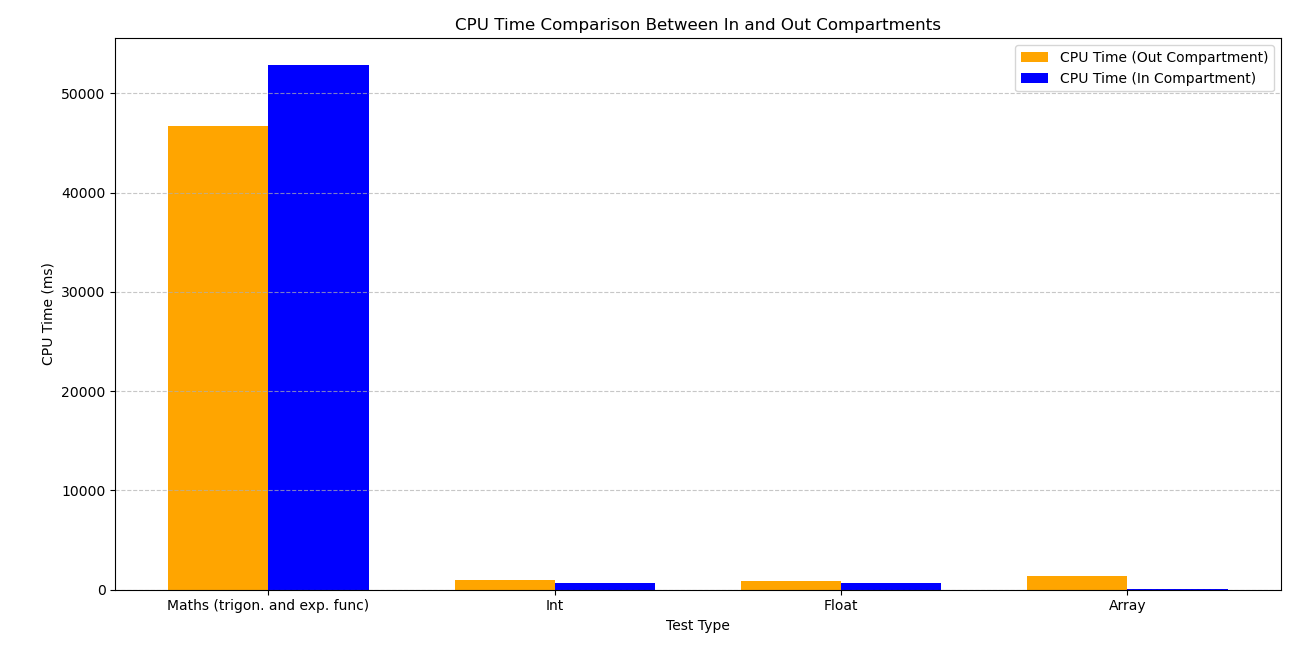 CPU Time Comparison Between In and Out Compartments
CPU Time (Out Compartment)
CPU Time (In Compartment)
CPU Time (ms)
50000
40000
30000
20000
10000
0
Maths (trigon. and exp. func) Int Float Array
Test Type